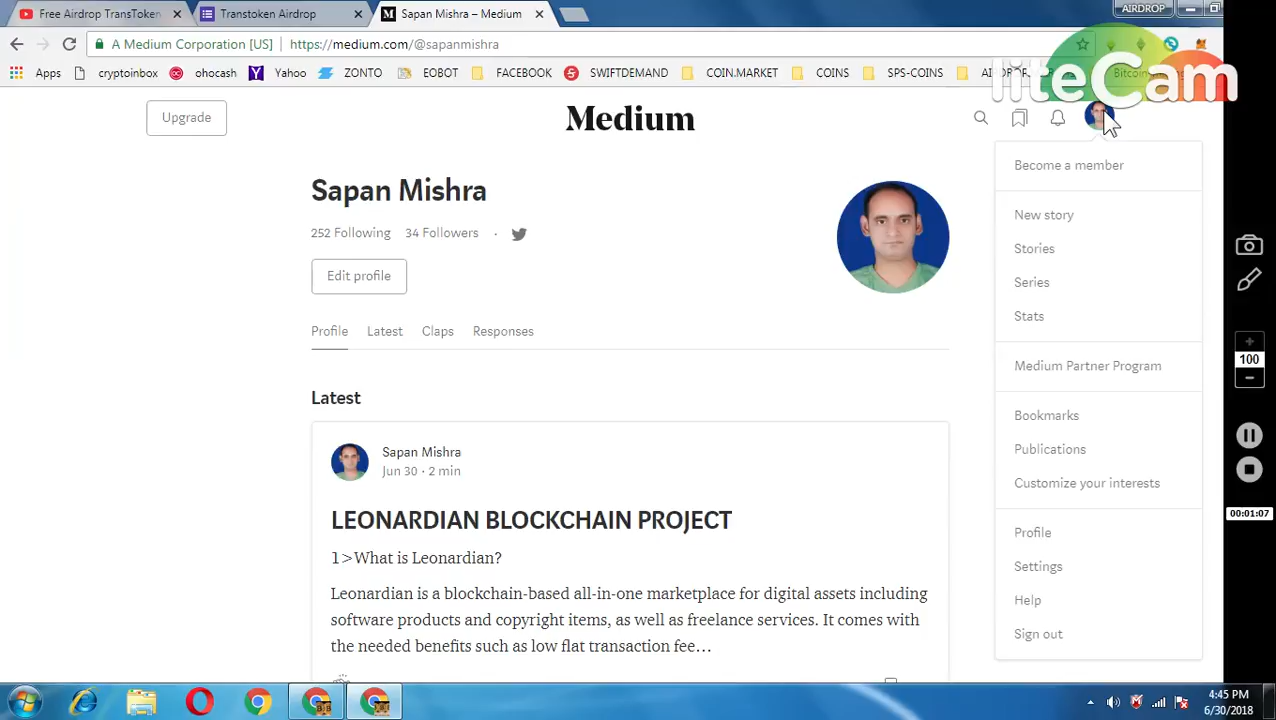 Free Airdrop TransToken
Transtoken Airdrop
Sapan Mishra – Medium
AIRDROP
A Medium Corporation [US]
https://medium.com/@sapanmishra
Apps
cryptoinbox
ohocash
Yahoo
ZONTO
EOBOT
FACEBOOK
SWIFTDEMAND
COIN.MARKET
COINS
SPS-COINS
liteCam
Upgrade
Medium
Become a member
Sapan Mishra
New story
252 Following 34 Followers ·
Stories
Edit profile
Series
Stats
Profile Latest Claps Responses
Medium Partner Program
Latest
Bookmarks
Sapan Mishra
Publications
Jun 30 · 2 min
Customize your interests
LEONARDIAN BLOCKCHAIN PROJECT
Profile
1>What is Leonardian?
Settings
Leonardian is a blockchain-based all-in-one marketplace for digital assets including
Help
software products and copyright items, as well as freelance services. It comes with
Sign out
the needed benefits such as low flat transaction fee…
100
00:01:07
4:45 PM
6/30/2018